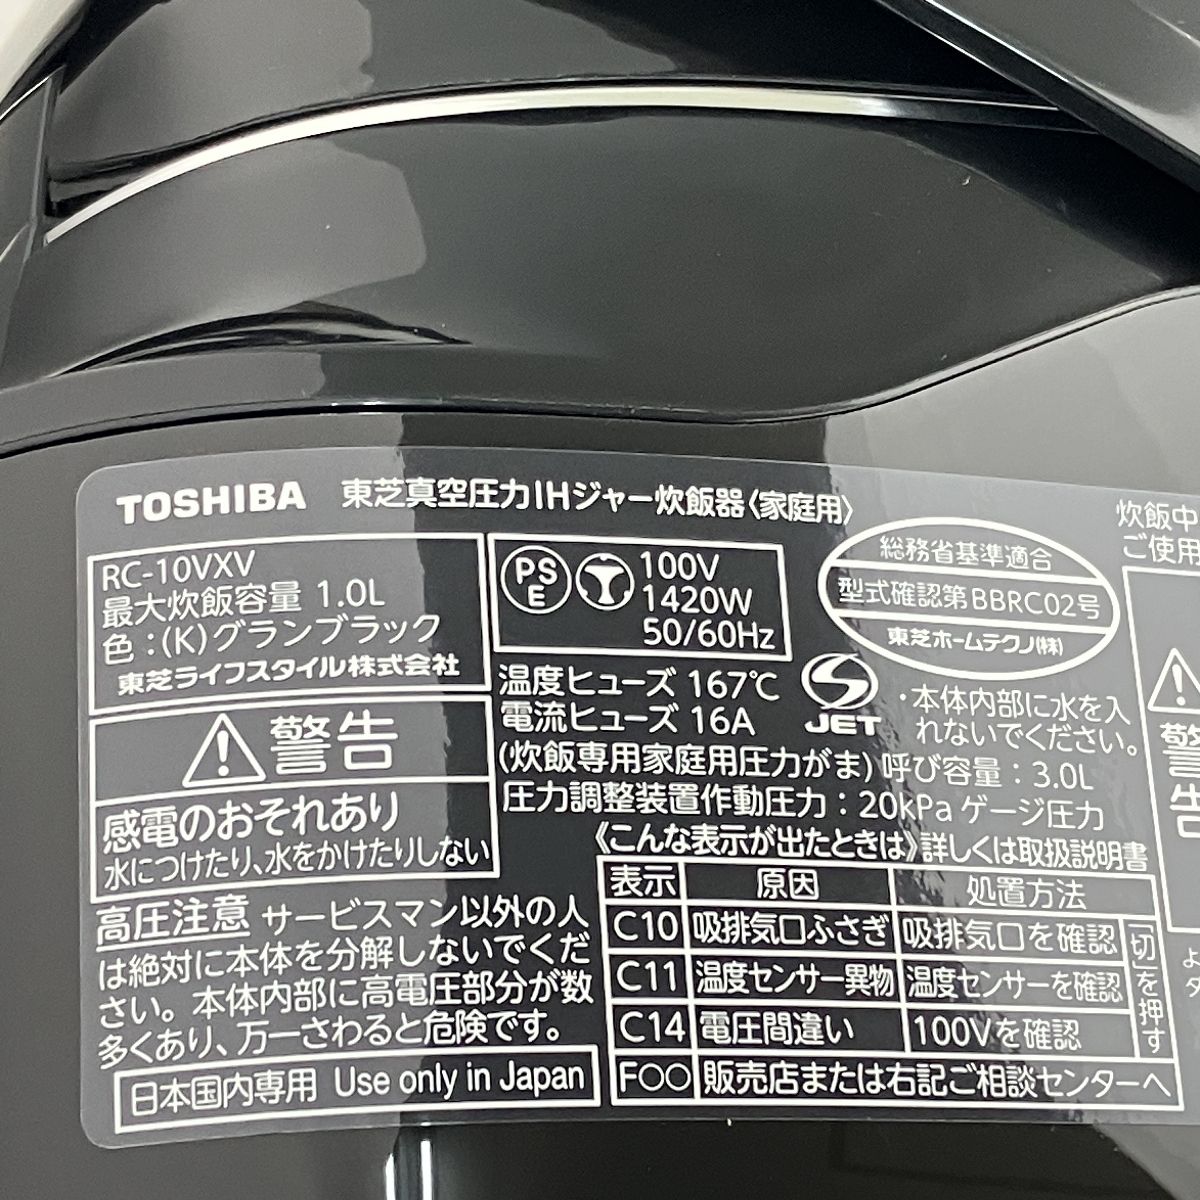 TOSHIBA 東芝真空圧力IHジャー炊飯器〈家庭用〉
RC-10VXV
最大炊飯容量 1.0L
色：(K)グランブラック
東芝ライフスタイル株式会社
PS
E
100V
1420W
50/60Hz
総務省基準適合
型式確認第BBRC02号
東芝ホームテクノ(株)
温度ヒューズ 167℃
電流ヒューズ 16A
JET
・本体内部に水を入
れないでください。
(炊飯専用家庭用圧力がま) 呼び容量：3.0L
圧力調整装置作動圧力：20kPa ゲージ圧力
警告
感電のおそれあり
水につけたり、水をかけたりしない
高圧注意 サービスマン以外の人
は絶対に本体を分解しないでくだ
さい。本体内部に高電圧部分が数
多くあり、万一さわると危険です。
日本国内専用 Use only in Japan
《こんな表示が出たときは》詳しくは取扱説明書
表示 原因 処置方法
C10 吸排気口ふさぎ 吸排気口を確認
C11 温度センサー異物 温度センサーを確認
C14 電圧間違い 100Vを確認
切を押す
F○○ 販売店または右記ご相談センターへ
炊飯中
ご使用
警
告